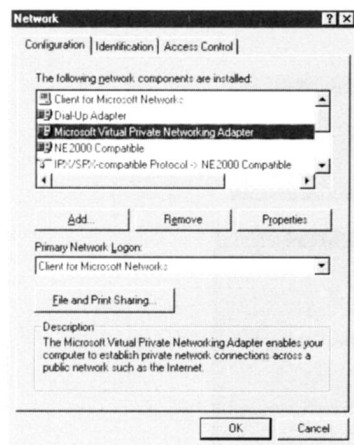 Network
Configuration Identification Access Control
The following network components are installed:
Client for Microsoft Networks
Dial-Up Adapter
Microsoft Virtual Private Networking Adapter
NE2000 Compatible
IPX/SPX-compatible Protocol -> NE2000 Compatible
Add... Remove Properties
Primary Network Logon:
Client for Microsoft Networks
File and Print Sharing...
Description
The Microsoft Virtual Private Networking Adapter enables your
computer to establish private network connections across a
public network such as the Internet.
OK Cancel